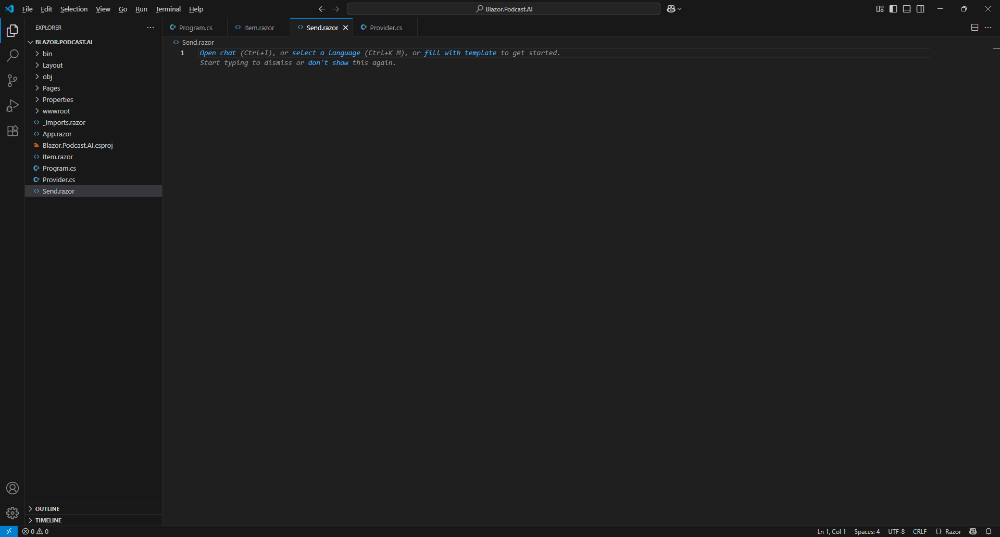 File Edit Selection View Go Run Terminal Help
Blazor.Podcast.AI
EXPLORER
BLAZOR.PODCAST.AI
bin
Layout
obj
Pages
Properties
wwwroot
_Imports.razor
App.razor
Blazor.Podcast.AI.csproj
Item.razor
Program.cs
Provider.cs
Send.razor
OUTLINE
TIMELINE
Program.cs Item.razor Send.razor Provider.cs
Send.razor
1 Open chat (Ctrl+I), or select a language (Ctrl+K M), or fill with template to get started.
Start typing to dismiss or don't show this again.
0 0 Ln 1, Col 1 Spaces: 4 UTF-8 CRLF {} Razor